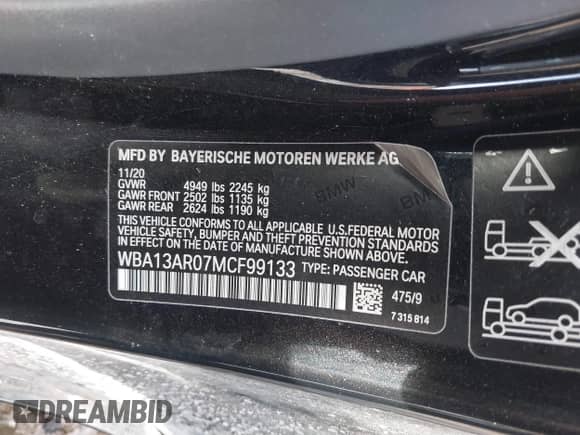 MFD BY BAYERISCHE MOTOREN WERKE AG
11/20
GVWR 4949 lbs 2245 kg
GAWR FRONT 2502 lbs 1135 kg
GAWR REAR 2624 lbs 1190 kg
THIS VEHICLE CONFORMS TO ALL APPLICABLE U.S.FEDERAL MOTOR
VEHICLE SAFETY, BUMPER AND THEFT PREVENTION STANDARDS
IN EFFECT ON THE DATE OF MANUFACTURE SHOWN ABOVE.
WBA13AR07MCF99133 TYPE: PASSENGER CAR
475/9
7 315 814
BMW
BMW
DREAMBID